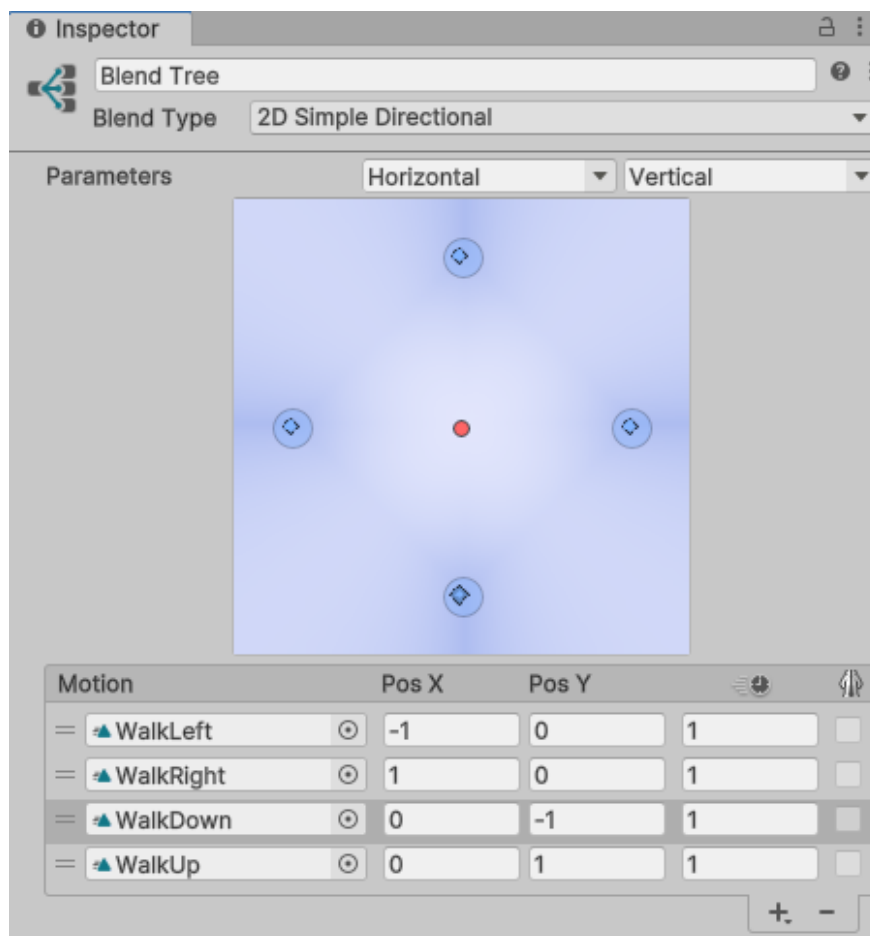 Inspector
Blend Tree
Blend Type 2D Simple Directional
Parameters Horizontal Vertical
Motion Pos X Pos Y
WalkLeft -1 0 1
WalkRight 1 0 1
WalkDown 0 -1 1
WalkUp 0 1 1